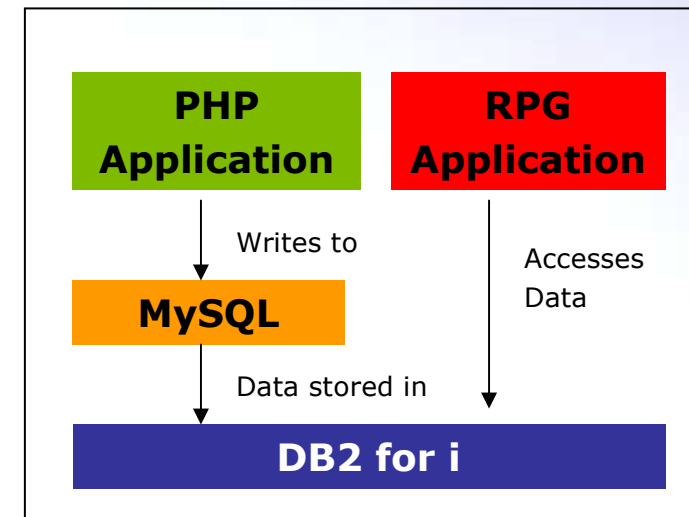 PHP
Application
RPG
Application
Writes to
Accesses
Data
MySQL
Data stored in
DB2 for i